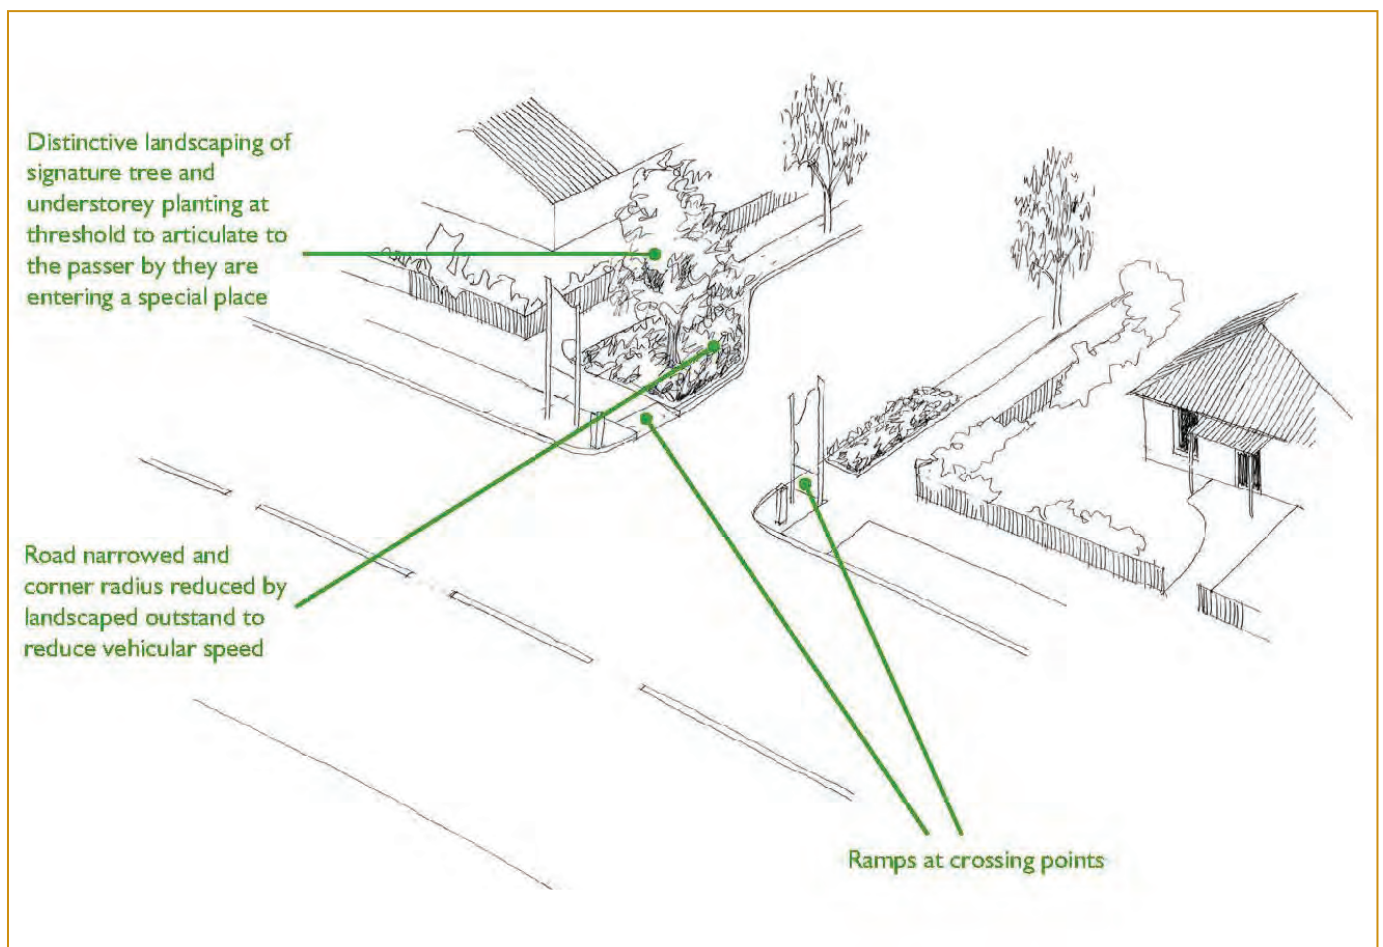 Distinctive landscaping of
signature tree and
understorey planting at
threshold to articulate to
the passer by they are
entering a special place
Road narrowed and
corner radius reduced by
landscaped outstand to
reduce vehicular speed
Ramps at crossing points